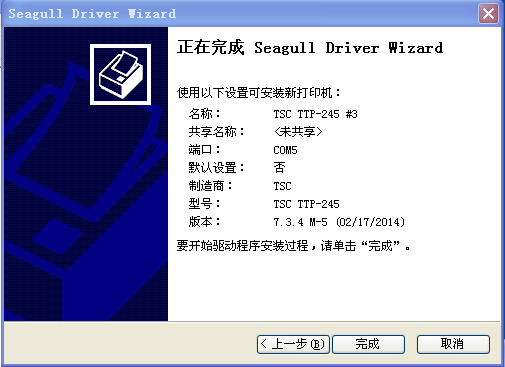 Seagull Driver Wizard
正在完成 Seagull Driver Wizard
使用以下设置可安装新打印机：
名称： TSC TTP-245 #3
共享名称： <未共享>
端口： COM5
默认设置： 否
制造商： TSC
型号： TSC TTP-245
版本： 7.3.4 M-5 (02/17/2014)
要开始驱动程序安装过程，请单击“完成”。
< 上一步(B) 完成 取消